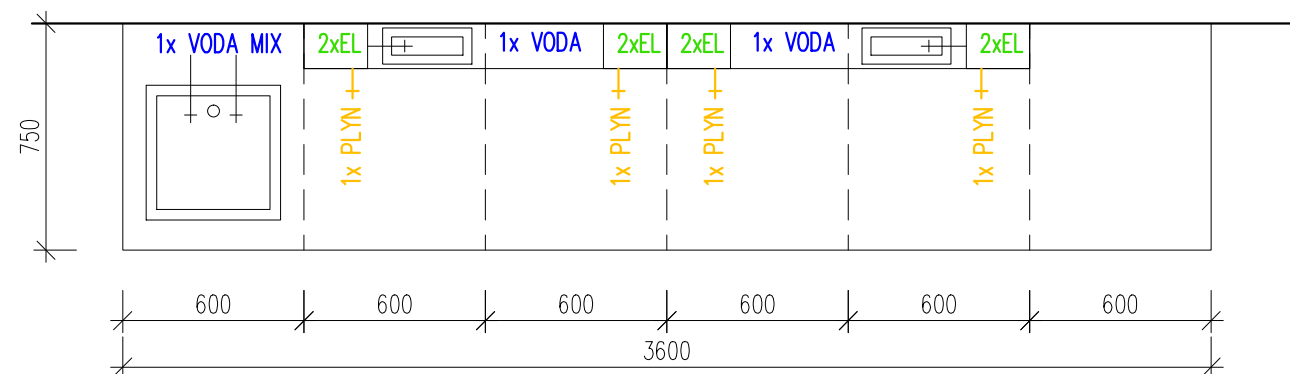 1x VODA MIX
2xEL
1x VODA
2xEL
2xEL
1x VODA
2xEL
1x PLYN
1x PLYN
1x PLYN
1x PLYN
750
600
600
600
600
600
600
3600